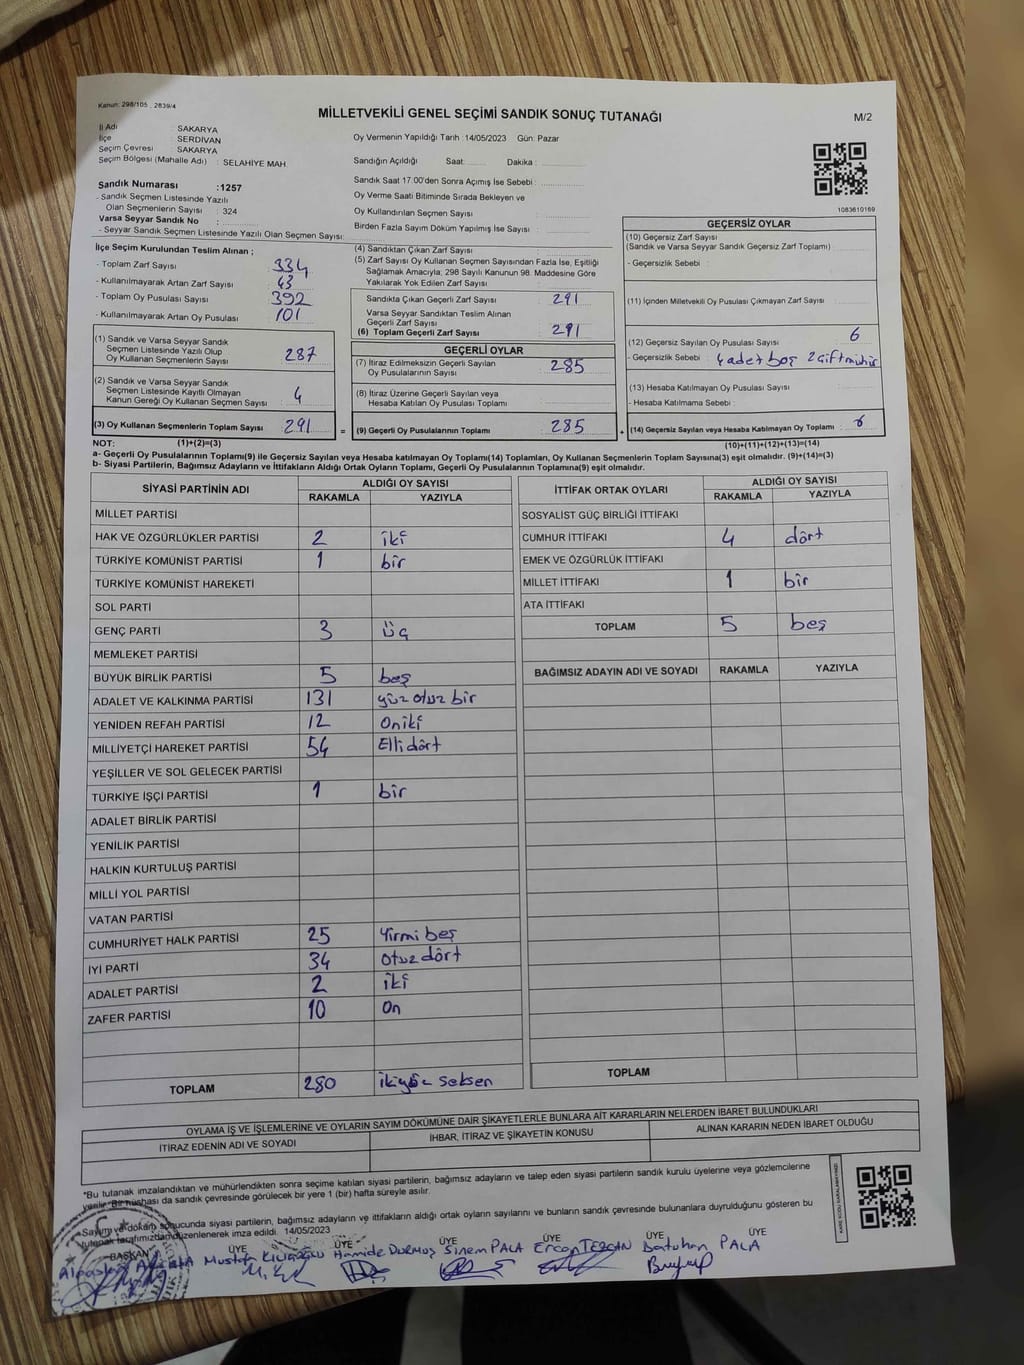 Kanun: 298/105 , 2839/4
MİLLETVEKİLİ GENEL SEÇİMİ SANDIK SONUÇ TUTANAĞI
M/2
İl Adı : SAKARYA
İlçe SERDİVAN
Seçim Çevresi : SAKARYA
Seçim Bölgesi (Mahalle Adı) : SELAHİYE MAH.
Oy Vermenin Yapıldığı Tarih :14/05/2023 Gün: Pazar
Sandığın Açıldığı Saat: Dakika :
Sandık Saat 17.00'den Sonra Açımış İse Sebebi :
Oy Verme Saati Bitiminde Sırada Bekleyen ve
Oy Kullandırılan Seçmen Sayısı :
Birden Fazla Sayım Döküm Yapılmış İse Sayısı :
Sandık Numarası :1257
- Sandık Seçmen Listesinde Yazılı
Olan Seçmenlerin Sayısı : 324
Varsa Seyyar Sandık No :
- Seyyar Sandık Seçmen Listesinde Yazılı Olan Seçmen Sayısı:
1083610169
İlçe Seçim Kurulundan Teslim Alınan ;
- Toplam Zarf Sayısı : 334
- Kullanılmayarak Artan Zarf Sayısı : 43
- Toplam Oy Pusulası Sayısı : 392
- Kullanılmayarak Artan Oy Pusulası : 101
(1) Sandık ve Varsa Seyyar Sandık
Seçmen Listesinde Yazılı Olup
Oy Kullanan Seçmenlerin Sayısı : 287
(2) Sandık ve Varsa Seyyar Sandık
Seçmen Listesinde Kayıtlı Olmayan
Kanun Gereği Oy Kullanan Seçmen Sayısı : 4
(3) Oy Kullanan Seçmenlerin Toplam Sayısı : 291
(4) Sandıktan Çıkan Zarf Sayısı :
(5) Zarf Sayısı Oy Kullanan Seçmen Sayısından Fazla İse, Eşitliği
Sağlamak Amacıyla; 298 Sayılı Kanunun 98. Maddesine Göre
Yakılarak Yok Edilen Zarf Sayısı :
Sandıkta Çıkan Geçerli Zarf Sayısı : 291
Varsa Seyyar Sandıktan Teslim Alınan
Geçerli Zarf Sayısı :
(6) Toplam Geçerli Zarf Sayısı : 291
GEÇERLİ OYLAR
(7) İtiraz Edilmeksizin Geçerli Sayılan
Oy Pusulalarının Sayısı : 285
(8) İtiraz Üzerine Geçerli Sayılan veya
Hesaba Katılan Oy Pusulası Toplamı :
= (9) Geçerli Oy Pusulalarının Toplamı : 285
GEÇERSİZ OYLAR
(10) Geçersiz Zarf Sayısı
(Sandık ve Varsa Seyyar Sandık Geçersiz Zarf Toplamı) :
- Geçersizlik Sebebi :
(11) İçinden Milletvekili Oy Pusulası Çıkmayan Zarf Sayısı :
(12) Geçersiz Sayılan Oy Pusulası Sayısı : 6
- Geçersizlik Sebebi : 4 adet boş 2 çift mühür
(13) Hesaba Katılmayan Oy Pusulası Sayısı :
- Hesaba Katılmama Sebebi :
+ (14) Geçersiz Sayılan veya Hesaba Katılmayan Oy Toplamı : 6
NOT: (1)+(2)=(3)
(10)+(11)+(12)+(13)=(14)
a- Geçerli Oy Pusulalarının Toplamı(9) ile Geçersiz Sayılan veya Hesaba katılmayan Oy Toplamı(14) Toplamları, Oy Kullanan Seçmenlerin Toplam Sayısına(3) eşit olmalıdır. (9)+(14)=(3)
b- Siyasi Partilerin, Bağımsız Adayların ve İttifakların Aldığı Ortak Oyların Toplamı, Geçerli Oy Pusulalarının Toplamına(9) eşit olmalıdır.
SİYASİ PARTİNİN ADI ALDIĞI OY SAYISI
RAKAMLA YAZIYLA
MİLLET PARTİSİ
HAK VE ÖZGÜRLÜKLER PARTİSİ 2 iki
TÜRKİYE KOMÜNİST PARTİSİ 1 bir
TÜRKİYE KOMÜNİST HAREKETİ
SOL PARTİ
GENÇ PARTİ 3 üç
MEMLEKET PARTİSİ
BÜYÜK BİRLİK PARTİSİ 5 beş
ADALET VE KALKINMA PARTİSİ 131 yüz otuz bir
YENİDEN REFAH PARTİSİ 12 Oniki
MİLLİYETÇİ HAREKET PARTİSİ 54 Elli dört
YEŞİLLER VE SOL GELECEK PARTİSİ
TÜRKİYE İŞÇİ PARTİSİ 1 bir
ADALET BİRLİK PARTİSİ
YENİLİK PARTİSİ
HALKIN KURTULUŞ PARTİSİ
MİLLİ YOL PARTİSİ
VATAN PARTİSİ
CUMHURİYET HALK PARTİSİ 25 Yirmi beş
İYİ PARTİ 34 Otuz dört
ADALET PARTİSİ 2 iki
ZAFER PARTİSİ 10 On
TOPLAM 280 ikiyüz seksen
İTTİFAK ORTAK OYLARI ALDIĞI OY SAYISI
RAKAMLA YAZIYLA
SOSYALİST GÜÇ BİRLİĞİ İTTİFAKI
CUMHUR İTTİFAKI 4 dört
EMEK VE ÖZGÜRLÜK İTTİFAKI
MİLLET İTTİFAKI 1 bir
ATA İTTİFAKI
TOPLAM 5 beş
BAĞIMSIZ ADAYIN ADI VE SOYADI RAKAMLA YAZIYLA
TOPLAM
OYLAMA İŞ VE İŞLEMLERİNE VE OYLARIN SAYIM DÖKÜMÜNE DAİR ŞİKAYETLERLE BUNLARA AİT KARARLARIN NELERDEN İBARET BULUNDUKLARI
İTİRAZ EDENİN ADI VE SOYADI İHBAR, İTİRAZ VE ŞİKAYETİN KONUSU ALINAN KARARIN NEDEN İBARET OLDUĞU
*Bu tutanak imzalandıktan ve mühürlendikten sonra seçime katılan siyasi partilerin, bağımsız adayların ve talep eden siyasi partilerin sandık kurulu üyelerine veya gözlemcilerine
verilir. Bir nüshası da sandık çevresinde görülecek bir yere 1 (bir) hafta süreyle asılır.
*Sayım ve döküm sonucunda siyasi partilerin, bağımsız adayların ve ittifakların aldığı ortak oyların sayılarını ve bunların sandık çevresinde bulunanlara duyrulduğunu gösteren bu
tutanak tarafımızdan düzenlenerek imza edildi. 14/05/2023
BAŞKAN ÜYE ÜYE ÜYE ÜYE ÜYE ÜYE
Mustafa Hamide DURMUŞ Sinem PALA Ercan TEZCAN Batuhan PALA